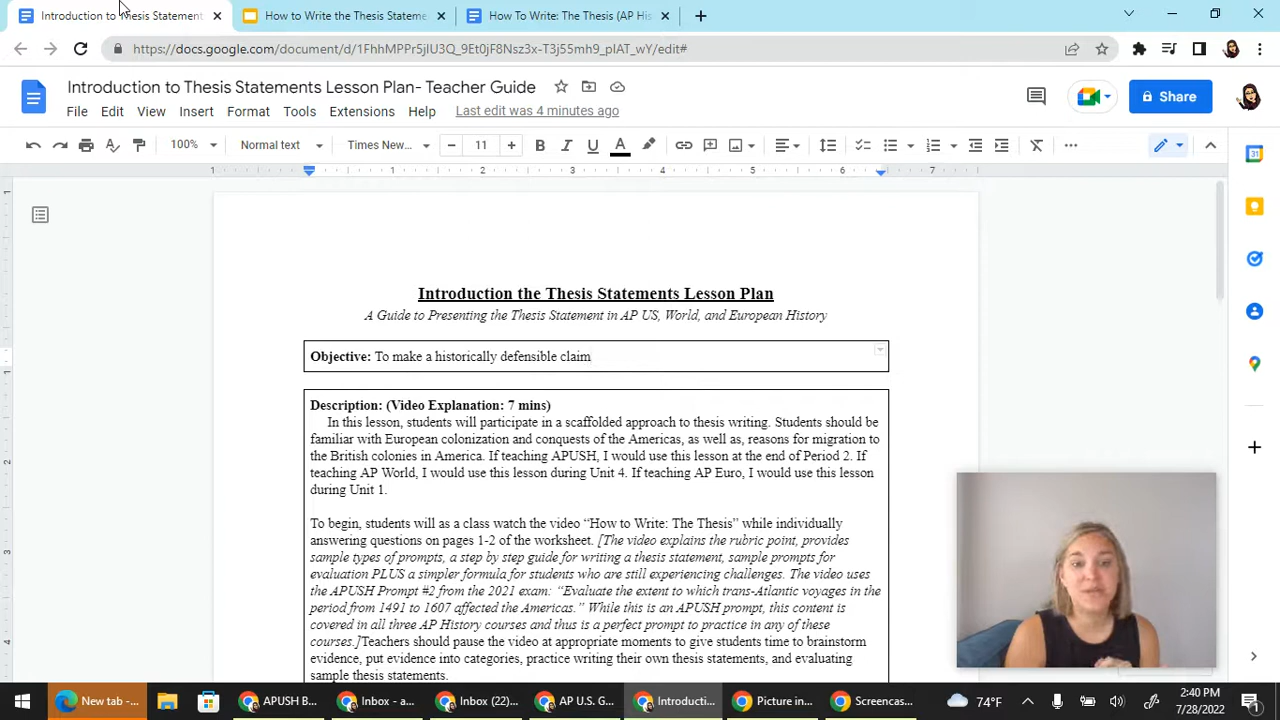 Introduction to Thesis Statement
How to Write the Thesis Stateme
How To Write: The Thesis (AP His
https://docs.google.com/document/d/1FhhMPPr5jIU3Q_9Et0jF8Nsz3x-T3j55mh9_pIAT_wY/edit#
Introduction to Thesis Statements Lesson Plan- Teacher Guide
File Edit View Insert Format Tools Extensions Help Last edit was 4 minutes ago
Share
100% Normal text Times New... 11
1 1 2 3 4 5 6 7
Introduction the Thesis Statements Lesson Plan
A Guide to Presenting the Thesis Statement in AP US, World, and European History
Objective: To make a historically defensible claim
Description: (Video Explanation: 7 mins)
In this lesson, students will participate in a scaffolded approach to thesis writing. Students should be
familiar with European colonization and conquests of the Americas, as well as, reasons for migration to
the British colonies in America. If teaching APUSH, I would use this lesson at the end of Period 2. If
teaching AP World, I would use this lesson during Unit 4. If teaching AP Euro, I would use this lesson
during Unit 1.
To begin, students will as a class watch the video “How to Write: The Thesis” while individually
answering questions on pages 1-2 of the worksheet. [The video explains the rubric point, provides
sample types of prompts, a step by step guide for writing a thesis statement, sample prompts for
evaluation PLUS a simpler formula for students who are still experiencing challenges. The video uses
the APUSH Prompt #2 from the 2021 exam: “Evaluate the extent to which trans-Atlantic voyages in the
period from 1491 to 1607 affected the Americas.” While this is an APUSH prompt, this content is
covered in all three AP History courses and thus is a perfect prompt to practice in any of these
courses.]Teachers should pause the video at appropriate moments to give students time to brainstorm
evidence, put evidence into categories, practice writing their own thesis statements, and evaluating
sample thesis statements.
1
1
2
3
4
31
New tab -...
APUSH B...
Inbox - a...
Inbox (22)...
AP U.S. G...
Introducti...
Picture in...
Screencas...
74°F
2:40 PM
7/28/2022